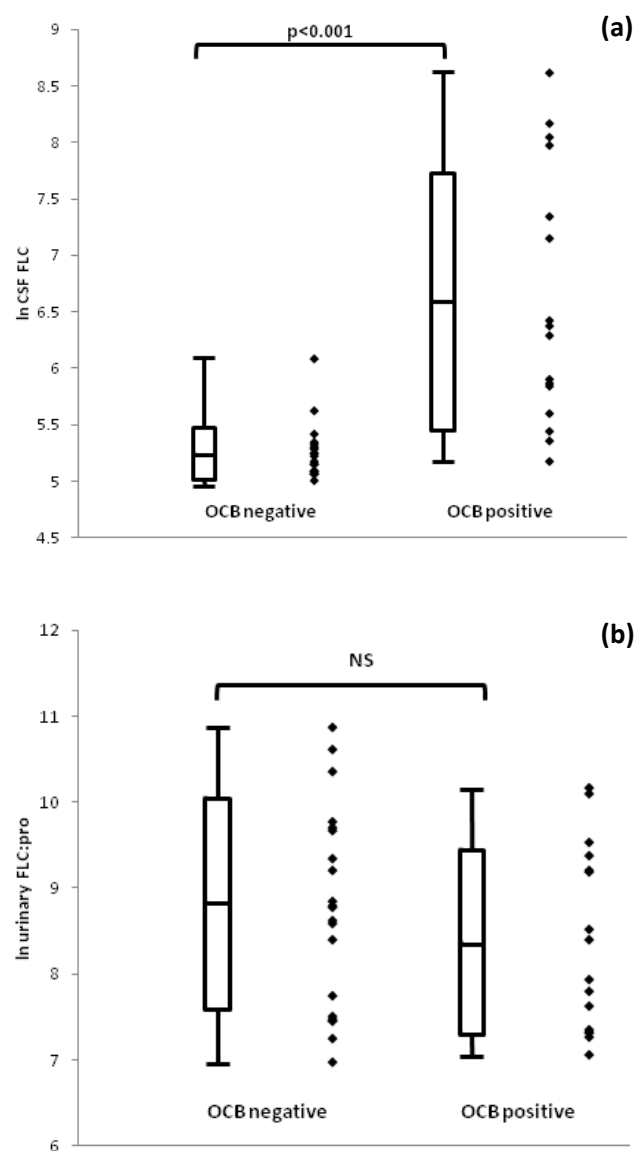 (a)
p<0.001
9
8.5
8
7.5
7
6.5
6
5.5
5
4.5
ln CSF FLC
OCB negative OCB positive
(b)
NS
12
11
10
9
8
7
6
ln urinary FLC:pro
OCB negative OCB positive